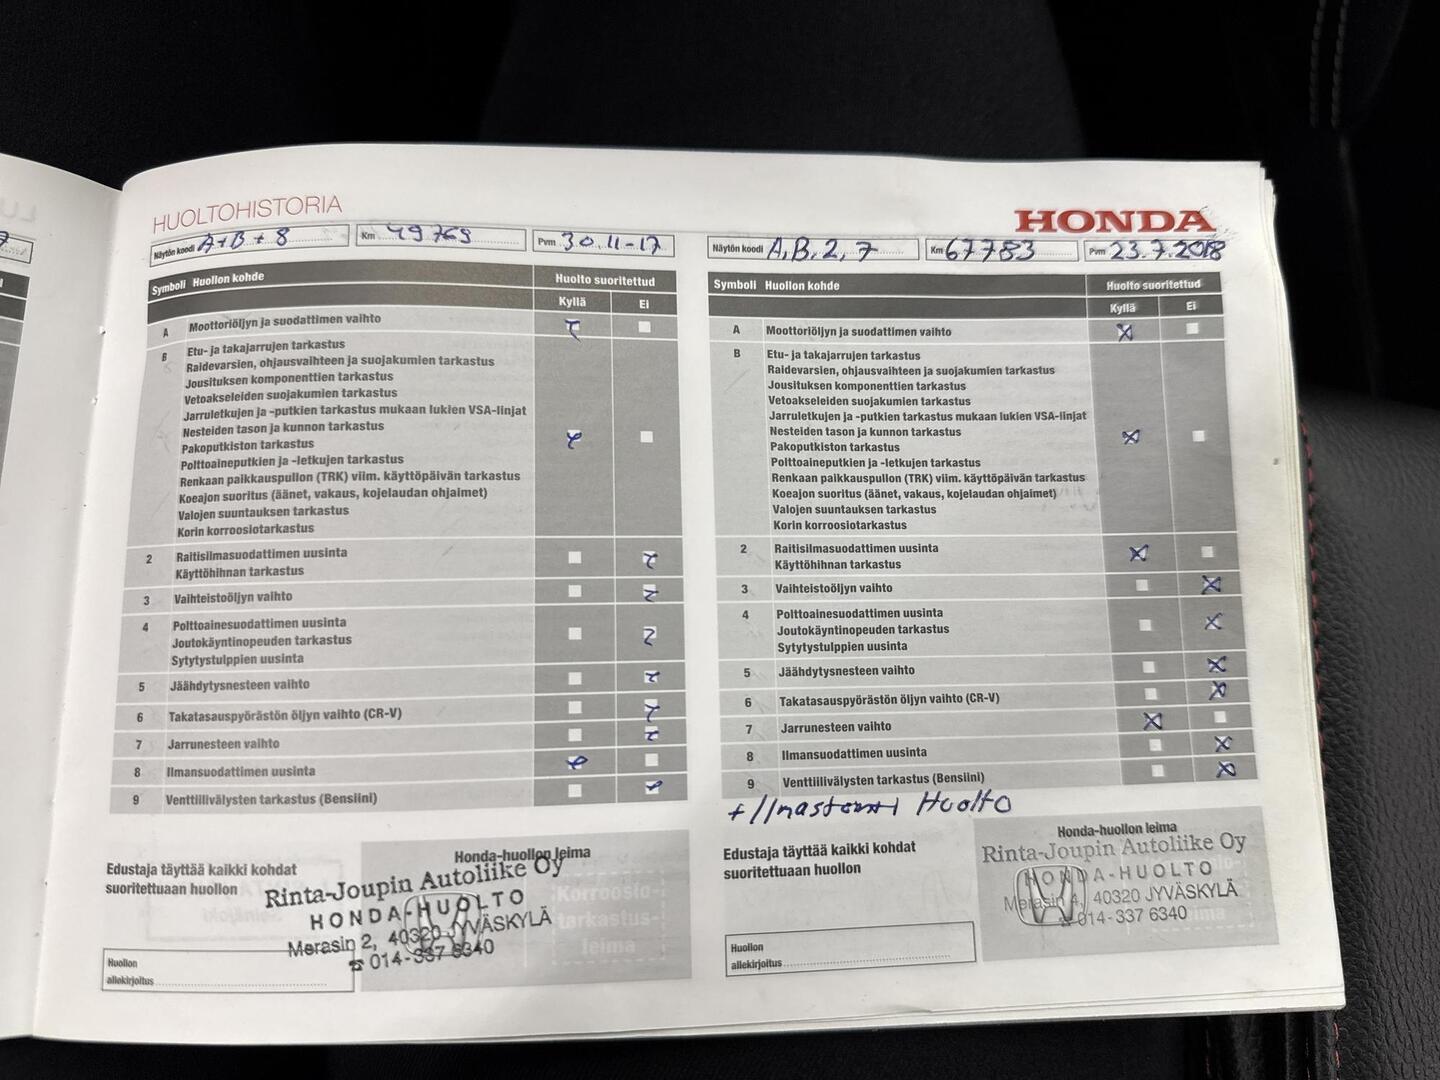 HUOLTOHISTORIA
Näytön koodi A+B+8 Km 49769 Pvm 30.11-17
Symboli Huollon kohde Huolto suoritettud
Kyllä Ei
A Moottoriöljyn ja suodattimen vaihto
B Etu- ja takajarrujen tarkastus
Raidevarsien, ohjausvaihteen ja suojakumien tarkastus
Jousituksen komponenttien tarkastus
Vetoakseleiden suojakumien tarkastus
Jarruletkujen ja -putkien tarkastus mukaan lukien VSA-linjat
Nesteiden tason ja kunnon tarkastus
Pakoputkiston tarkastus
Polttoaineputkien ja -letkujen tarkastus
Renkaan paikkauspullon (TRK) viim. käyttöpäivän tarkastus
Koeajon suoritus (äänet, vakaus, kojelaudan ohjaimet)
Valojen suuntauksen tarkastus
Korin korroosiotarkastus
2 Raitisilmasuodattimen uusinta
Käyttöhihnan tarkastus
3 Vaihteistoöljyn vaihto
4 Polttoainesuodattimen uusinta
Joutokäyntinopeuden tarkastus
Sytytystulppien uusinta
5 Jäähdytysnesteen vaihto
6 Takatasauspyörästön öljyn vaihto (CR-V)
7 Jarrunesteen vaihto
8 Ilmansuodattimen uusinta
9 Venttiilivälysten tarkastus (Bensiini)
Edustaja täyttää kaikki kohdat
suoritettuaan huollon
Honda-huollon leima
Rinta-Joupin Autoliike Oy
HONDA-HUOLTO
Merasin 2, 40320 JYVÄSKYLÄ
☎ 014-337 6340
Korroosio-
tarkastus-
leima
Huollon
allekirjoitus
HONDA
Näytön koodi A,B,2,7 Km 67783 Pvm 23.7.2018
Symboli Huollon kohde Huolto suoritettud
Kyllä Ei
A Moottoriöljyn ja suodattimen vaihto
B Etu- ja takajarrujen tarkastus
Raidevarsien, ohjausvaihteen ja suojakumien tarkastus
Jousituksen komponenttien tarkastus
Vetoakseleiden suojakumien tarkastus
Jarruletkujen ja -putkien tarkastus mukaan lukien VSA-linjat
Nesteiden tason ja kunnon tarkastus
Pakoputkiston tarkastus
Polttoaineputkien ja -letkujen tarkastus
Renkaan paikkauspullon (TRK) viim. käyttöpäivän tarkastus
Koeajon suoritus (äänet, vakaus, kojelaudan ohjaimet)
Valojen suuntauksen tarkastus
Korin korroosiotarkastus
2 Raitisilmasuodattimen uusinta
Käyttöhihnan tarkastus
3 Vaihteistoöljyn vaihto
4 Polttoainesuodattimen uusinta
Joutokäyntinopeuden tarkastus
Sytytystulppien uusinta
5 Jäähdytysnesteen vaihto
6 Takatasauspyörästön öljyn vaihto (CR-V)
7 Jarrunesteen vaihto
8 Ilmansuodattimen uusinta
9 Venttiilivälysten tarkastus (Bensiini)
+ Ilmastointi Huolto
Edustaja täyttää kaikki kohdat
suoritettuaan huollon
Honda-huollon leima
Rinta-Joupin Autoliike Oy
HONDA-HUOLTO
Merasin 4, 40320 JYVÄSKYLÄ
☎ 014-337 6340
leima
Huollon
allekirjoitus